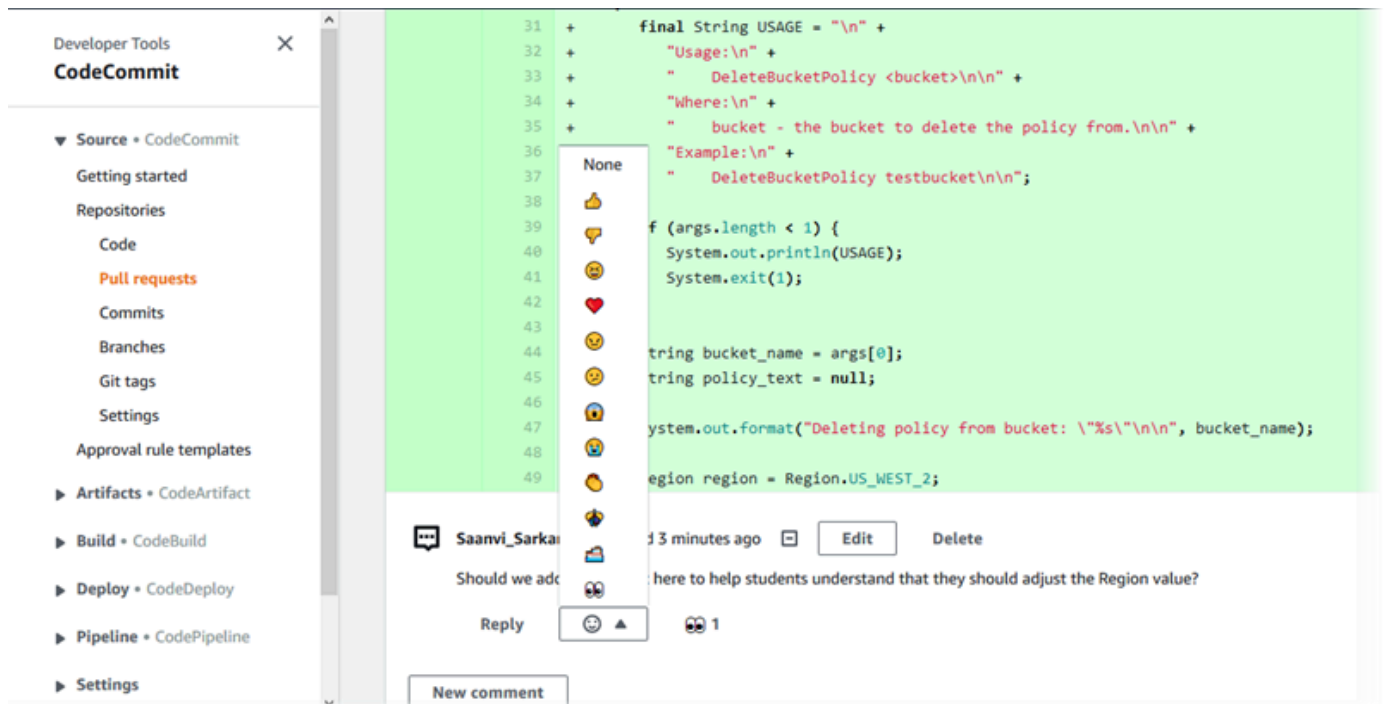 Developer Tools
CodeCommit
Source • CodeCommit
Getting started
Repositories
Code
Pull requests
Commits
Branches
Git tags
Settings
Approval rule templates
Artifacts • CodeArtifact
Build • CodeBuild
Deploy • CodeDeploy
Pipeline • CodePipeline
Settings
31 + final String USAGE = "\n" +
32 + "Usage:\n" +
33 + "    DeleteBucketPolicy <bucket>\n\n" +
34 + "Where:\n" +
35 + "    bucket - the bucket to delete the policy from.\n\n" +
36 "Example:\n" +
37 "    DeleteBucketPolicy testbucket\n\n";
38
39 f (args.length < 1) {
40 System.out.println(USAGE);
41 System.exit(1);
42
43
44 tring bucket_name = args[0];
45 tring policy_text = null;
46
47 ystem.out.format("Deleting policy from bucket: \"%s\"\n\n", bucket_name);
48
49 egion region = Region.US_WEST_2;
None
Saanvi_Sarka 3 minutes ago Edit Delete
Should we add here to help students understand that they should adjust the Region value?
Reply 1
New comment